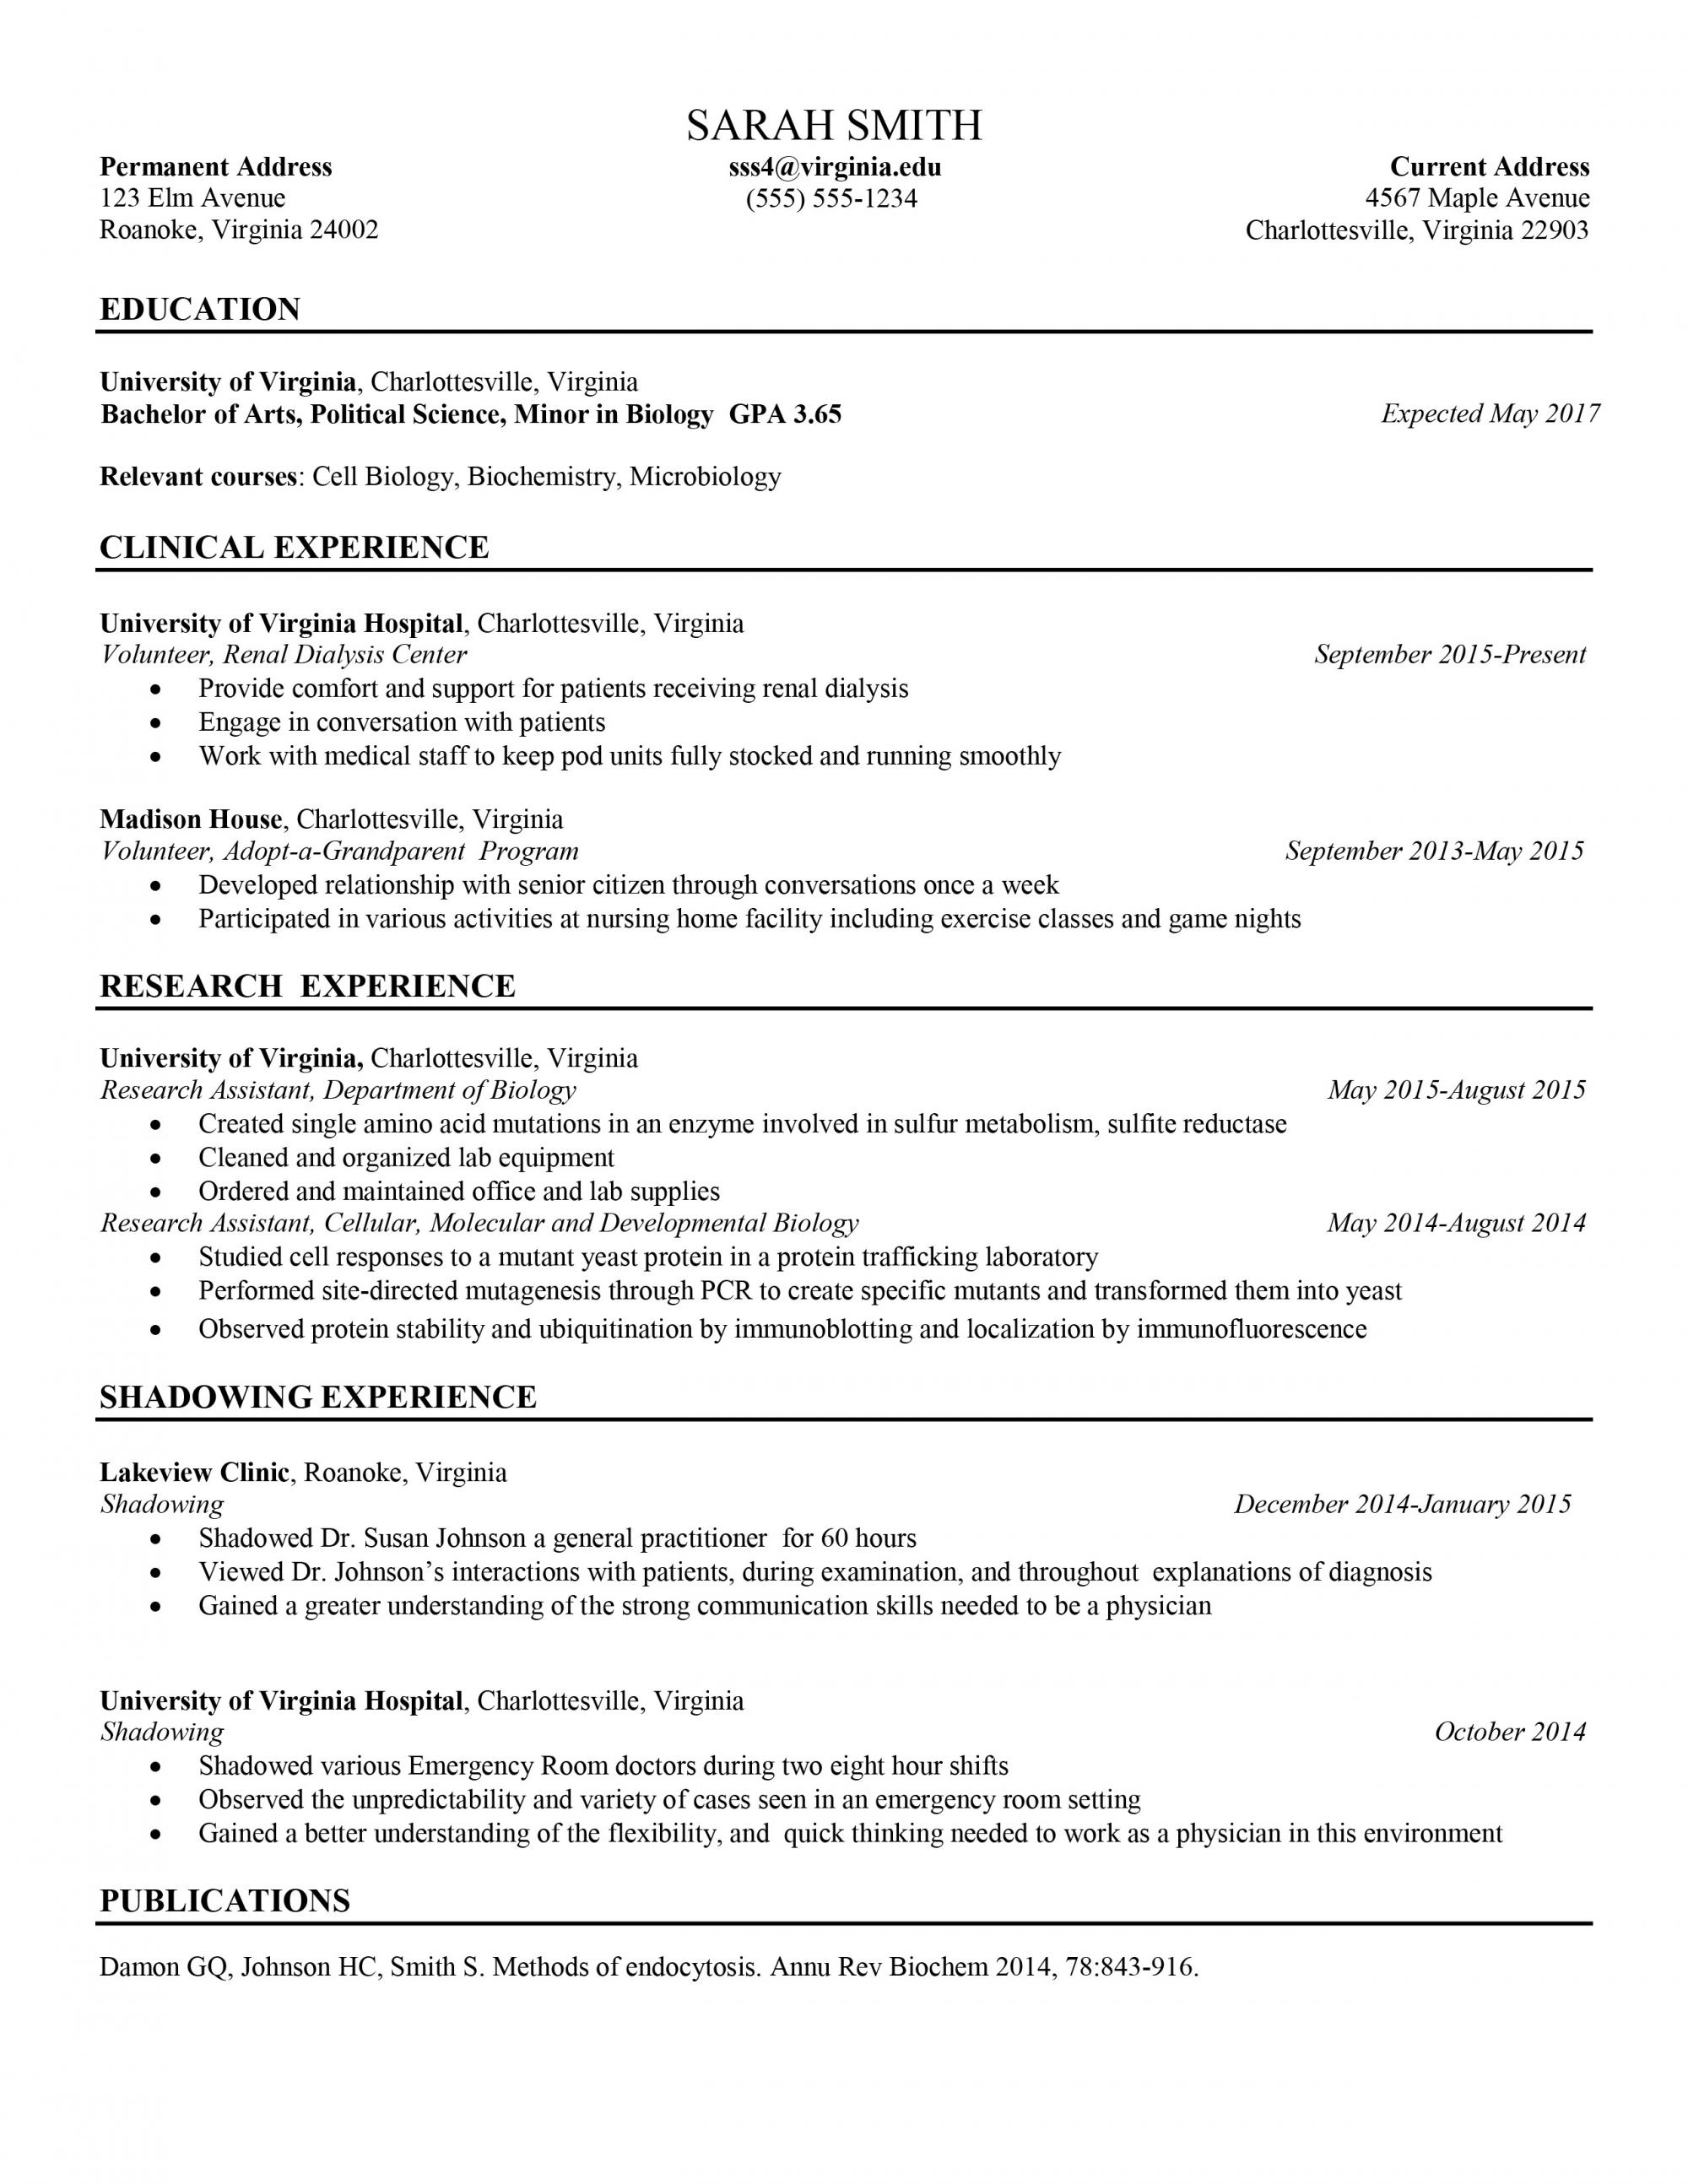 SARAH SMITH
Permanent Address sss4@virginia.edu Current Address
123 Elm Avenue (555) 555-1234 4567 Maple Avenue
Roanoke, Virginia 24002 Charlottesville, Virginia 22903
EDUCATION
University of Virginia, Charlottesville, Virginia
Bachelor of Arts, Political Science, Minor in Biology GPA 3.65 Expected May 2017
Relevant courses: Cell Biology, Biochemistry, Microbiology
CLINICAL EXPERIENCE
University of Virginia Hospital, Charlottesville, Virginia
Volunteer, Renal Dialysis Center September 2015-Present
• Provide comfort and support for patients receiving renal dialysis
• Engage in conversation with patients
• Work with medical staff to keep pod units fully stocked and running smoothly
Madison House, Charlottesville, Virginia
Volunteer, Adopt-a-Grandparent Program September 2013-May 2015
• Developed relationship with senior citizen through conversations once a week
• Participated in various activities at nursing home facility including exercise classes and game nights
RESEARCH EXPERIENCE
University of Virginia, Charlottesville, Virginia
Research Assistant, Department of Biology May 2015-August 2015
• Created single amino acid mutations in an enzyme involved in sulfur metabolism, sulfite reductase
• Cleaned and organized lab equipment
• Ordered and maintained office and lab supplies
Research Assistant, Cellular, Molecular and Developmental Biology May 2014-August 2014
• Studied cell responses to a mutant yeast protein in a protein trafficking laboratory
• Performed site-directed mutagenesis through PCR to create specific mutants and transformed them into yeast
• Observed protein stability and ubiquitination by immunoblotting and localization by immunofluorescence
SHADOWING EXPERIENCE
Lakeview Clinic, Roanoke, Virginia
Shadowing December 2014-January 2015
• Shadowed Dr. Susan Johnson a general practitioner for 60 hours
• Viewed Dr. Johnson’s interactions with patients, during examination, and throughout explanations of diagnosis
• Gained a greater understanding of the strong communication skills needed to be a physician
University of Virginia Hospital, Charlottesville, Virginia
Shadowing October 2014
• Shadowed various Emergency Room doctors during two eight hour shifts
• Observed the unpredictability and variety of cases seen in an emergency room setting
• Gained a better understanding of the flexibility, and quick thinking needed to work as a physician in this environment
PUBLICATIONS
Damon GQ, Johnson HC, Smith S. Methods of endocytosis. Annu Rev Biochem 2014, 78:843-916.